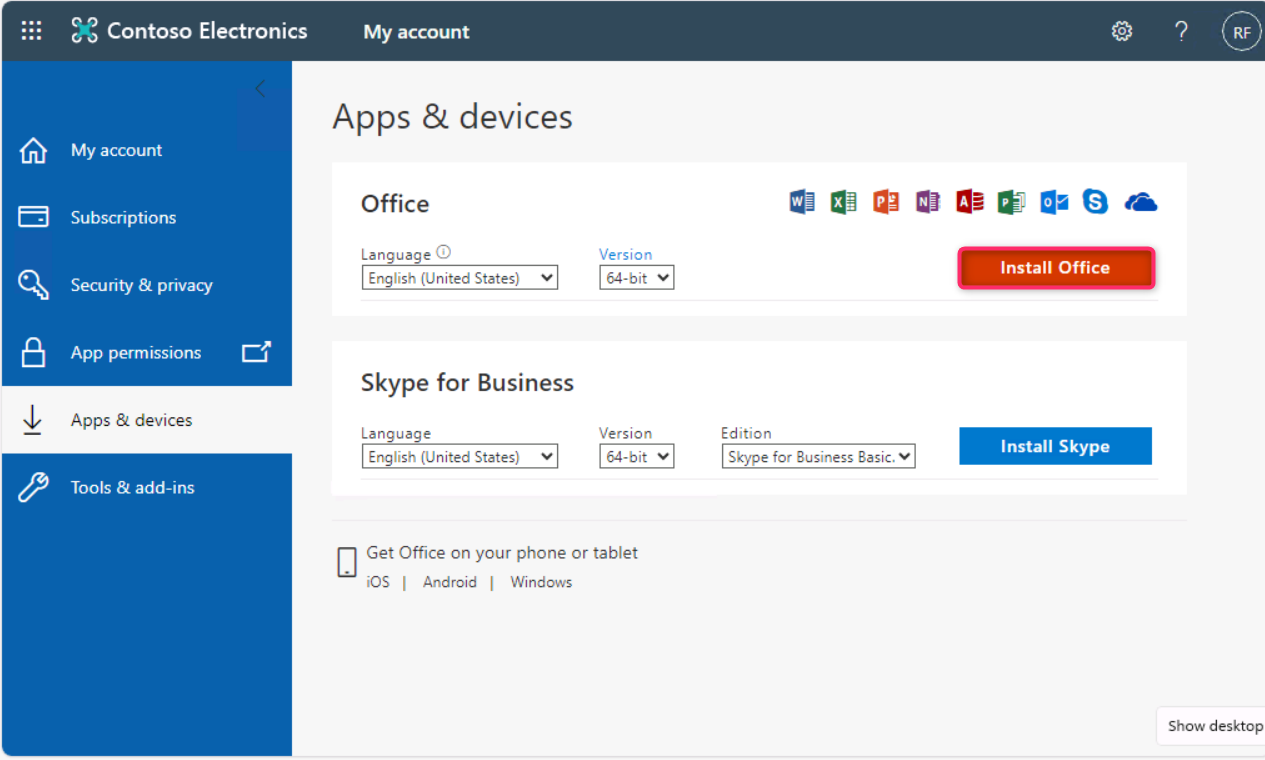 Contoso Electronics My account ? RF
My account
Subscriptions
Security & privacy
App permissions
Apps & devices
Tools & add-ins
Apps & devices
Office
W X P N A P O S
Language Version
English (United States) 64-bit
Install Office
Skype for Business
Language Version Edition
English (United States) 64-bit Skype for Business Basic.
Install Skype
Get Office on your phone or tablet
iOS | Android | Windows
Show desktop